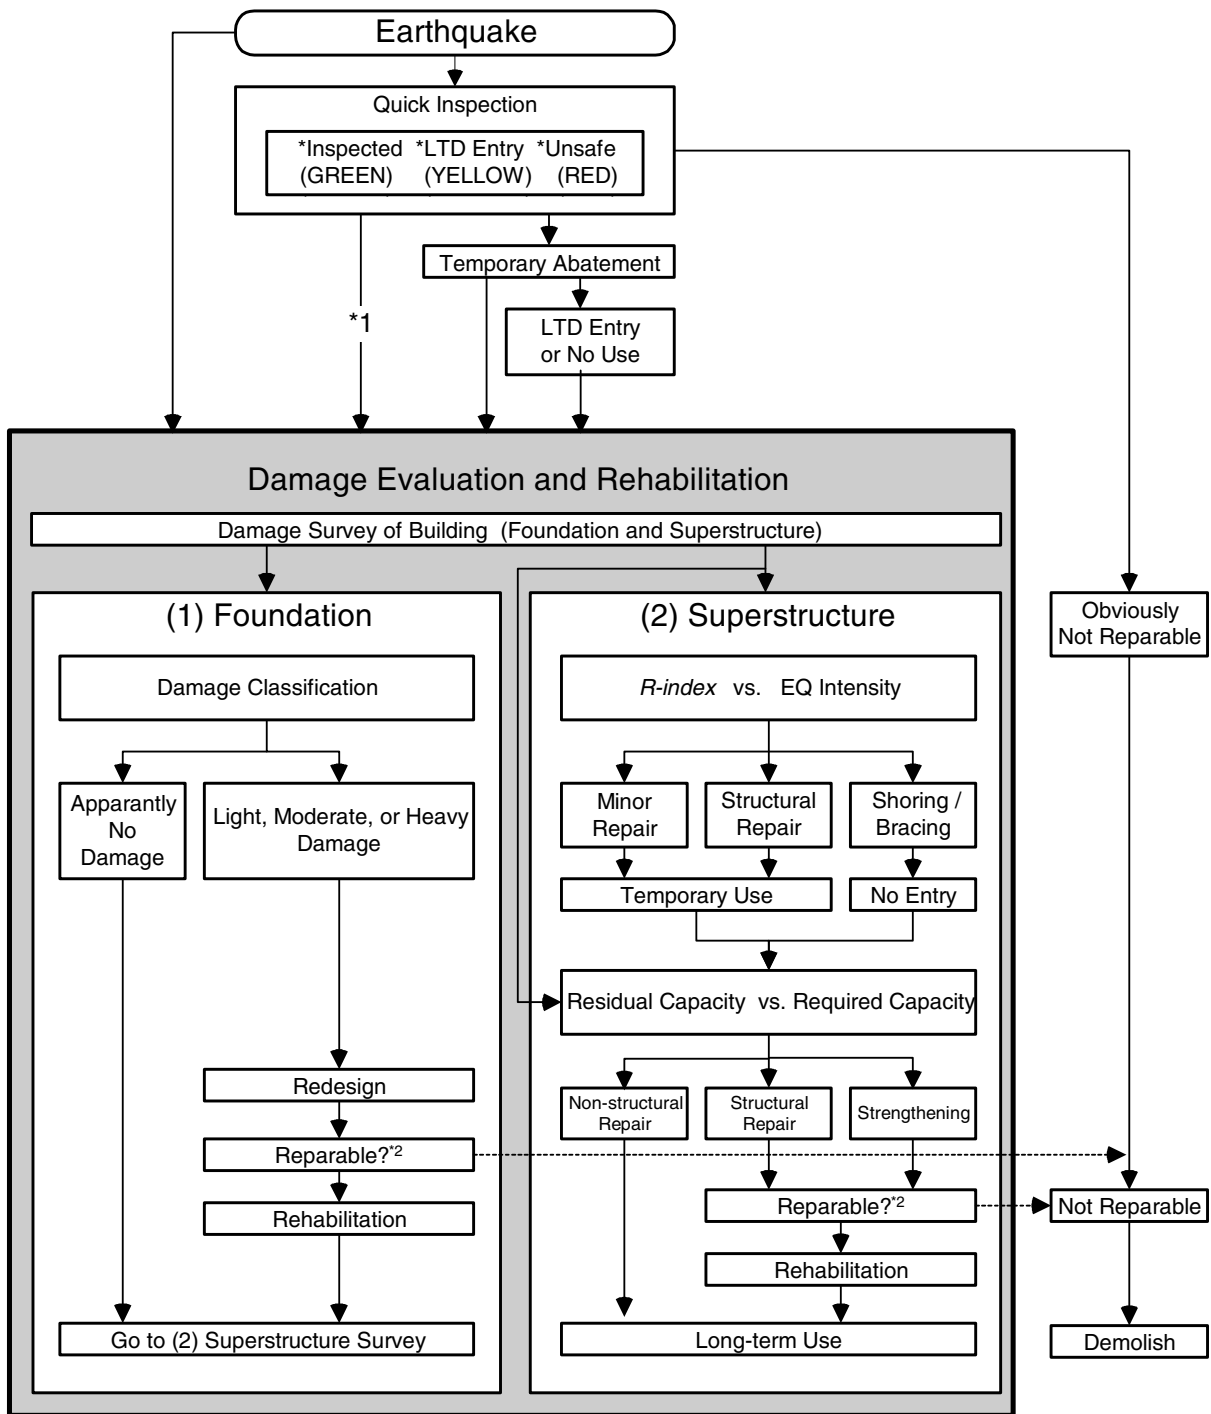 Earthquake
Quick Inspection
*Inspected *LTD Entry *Unsafe
(GREEN) (YELLOW) (RED)
Temporary Abatement
*1
LTD Entry
or No Use
Damage Evaluation and Rehabilitation
Damage Survey of Building (Foundation and Superstructure)
(1) Foundation
Damage Classification
Apparantly
No
Damage
Light, Moderate, or Heavy
Damage
Redesign
Reparable?*2
Rehabilitation
Go to (2) Superstructure Survey
(2) Superstructure
R-index vs. EQ Intensity
Minor
Repair
Structural
Repair
Shoring /
Bracing
Temporary Use
No Entry
Residual Capacity vs. Required Capacity
Non-structural
Repair
Structural
Repair
Strengthening
Reparable?*2
Rehabilitation
Long-term Use
Obviously
Not Reparable
Not Reparable
Demolish